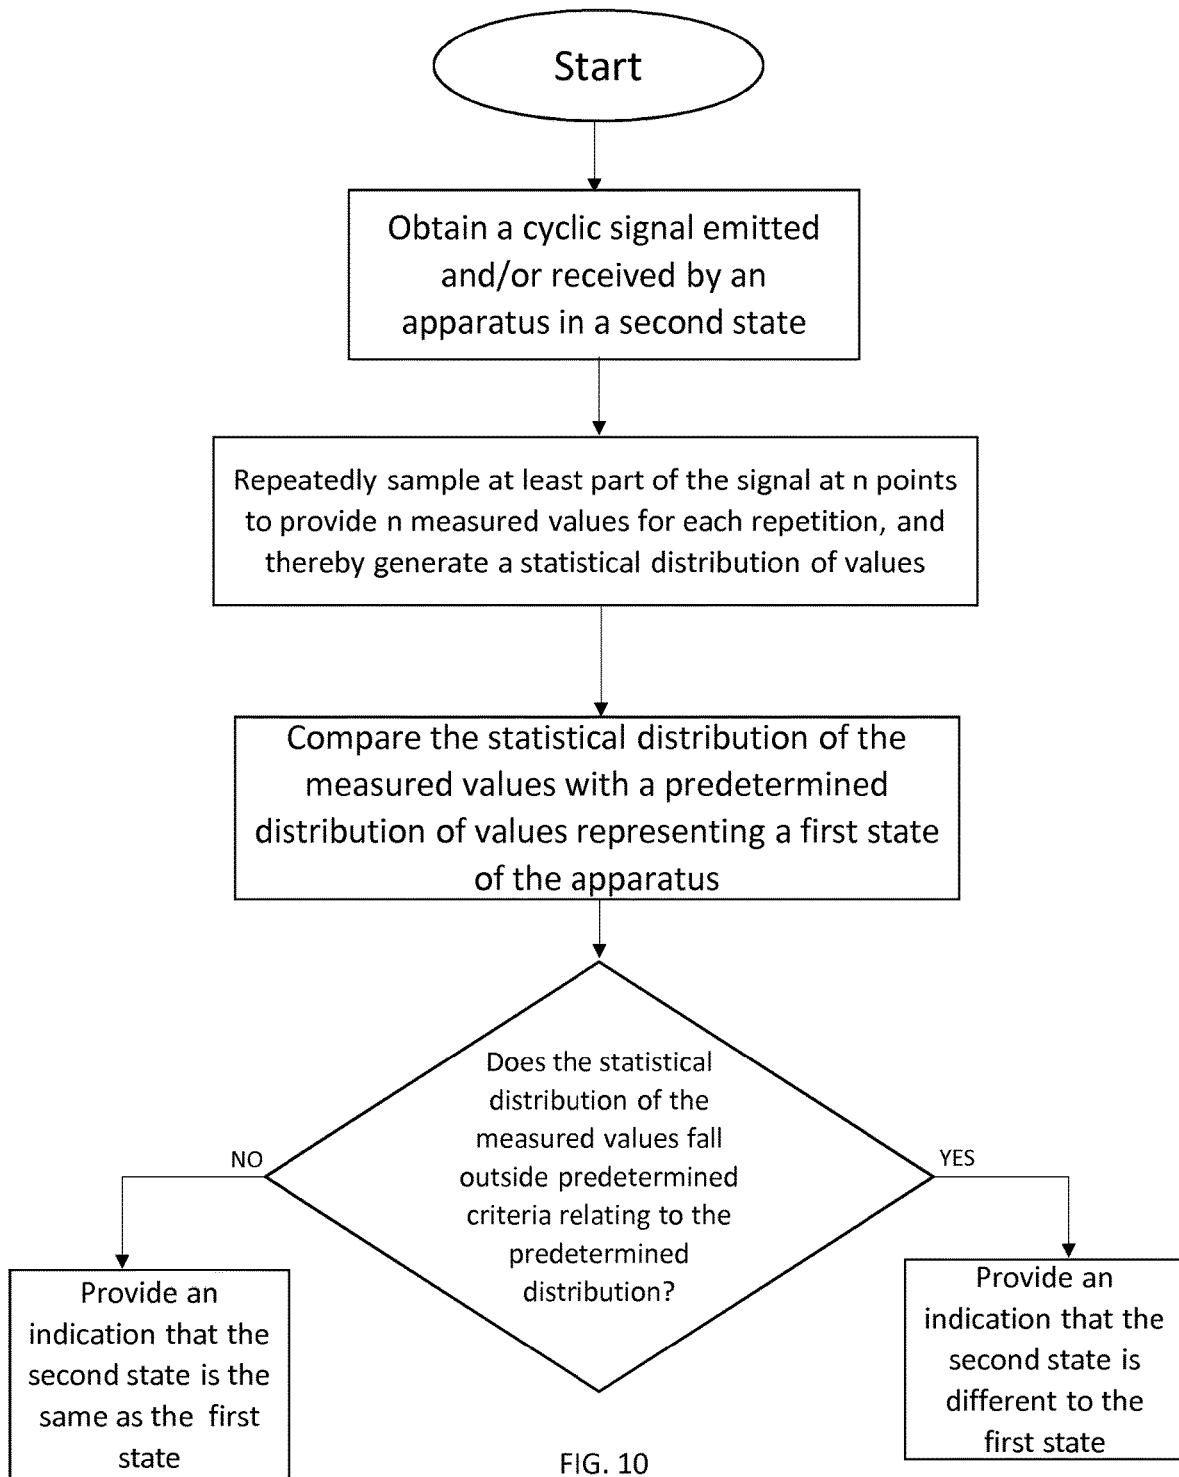 Start
Obtain a cyclic signal emitted
and/or received by an
apparatus in a second state
Repeatedly sample at least part of the signal at n points
to provide n measured values for each repetition, and
thereby generate a statistical distribution of values
Compare the statistical distribution of the
measured values with a predetermined
distribution of values representing a first state
of the apparatus
Does the statistical
distribution of the
measured values fall
outside predetermined
criteria relating to the
predetermined
distribution?
NO
YES
Provide an
indication that the
second state is the
same as the first
state
Provide an
indication that the
second state is
different to the
first state
FIG. 10